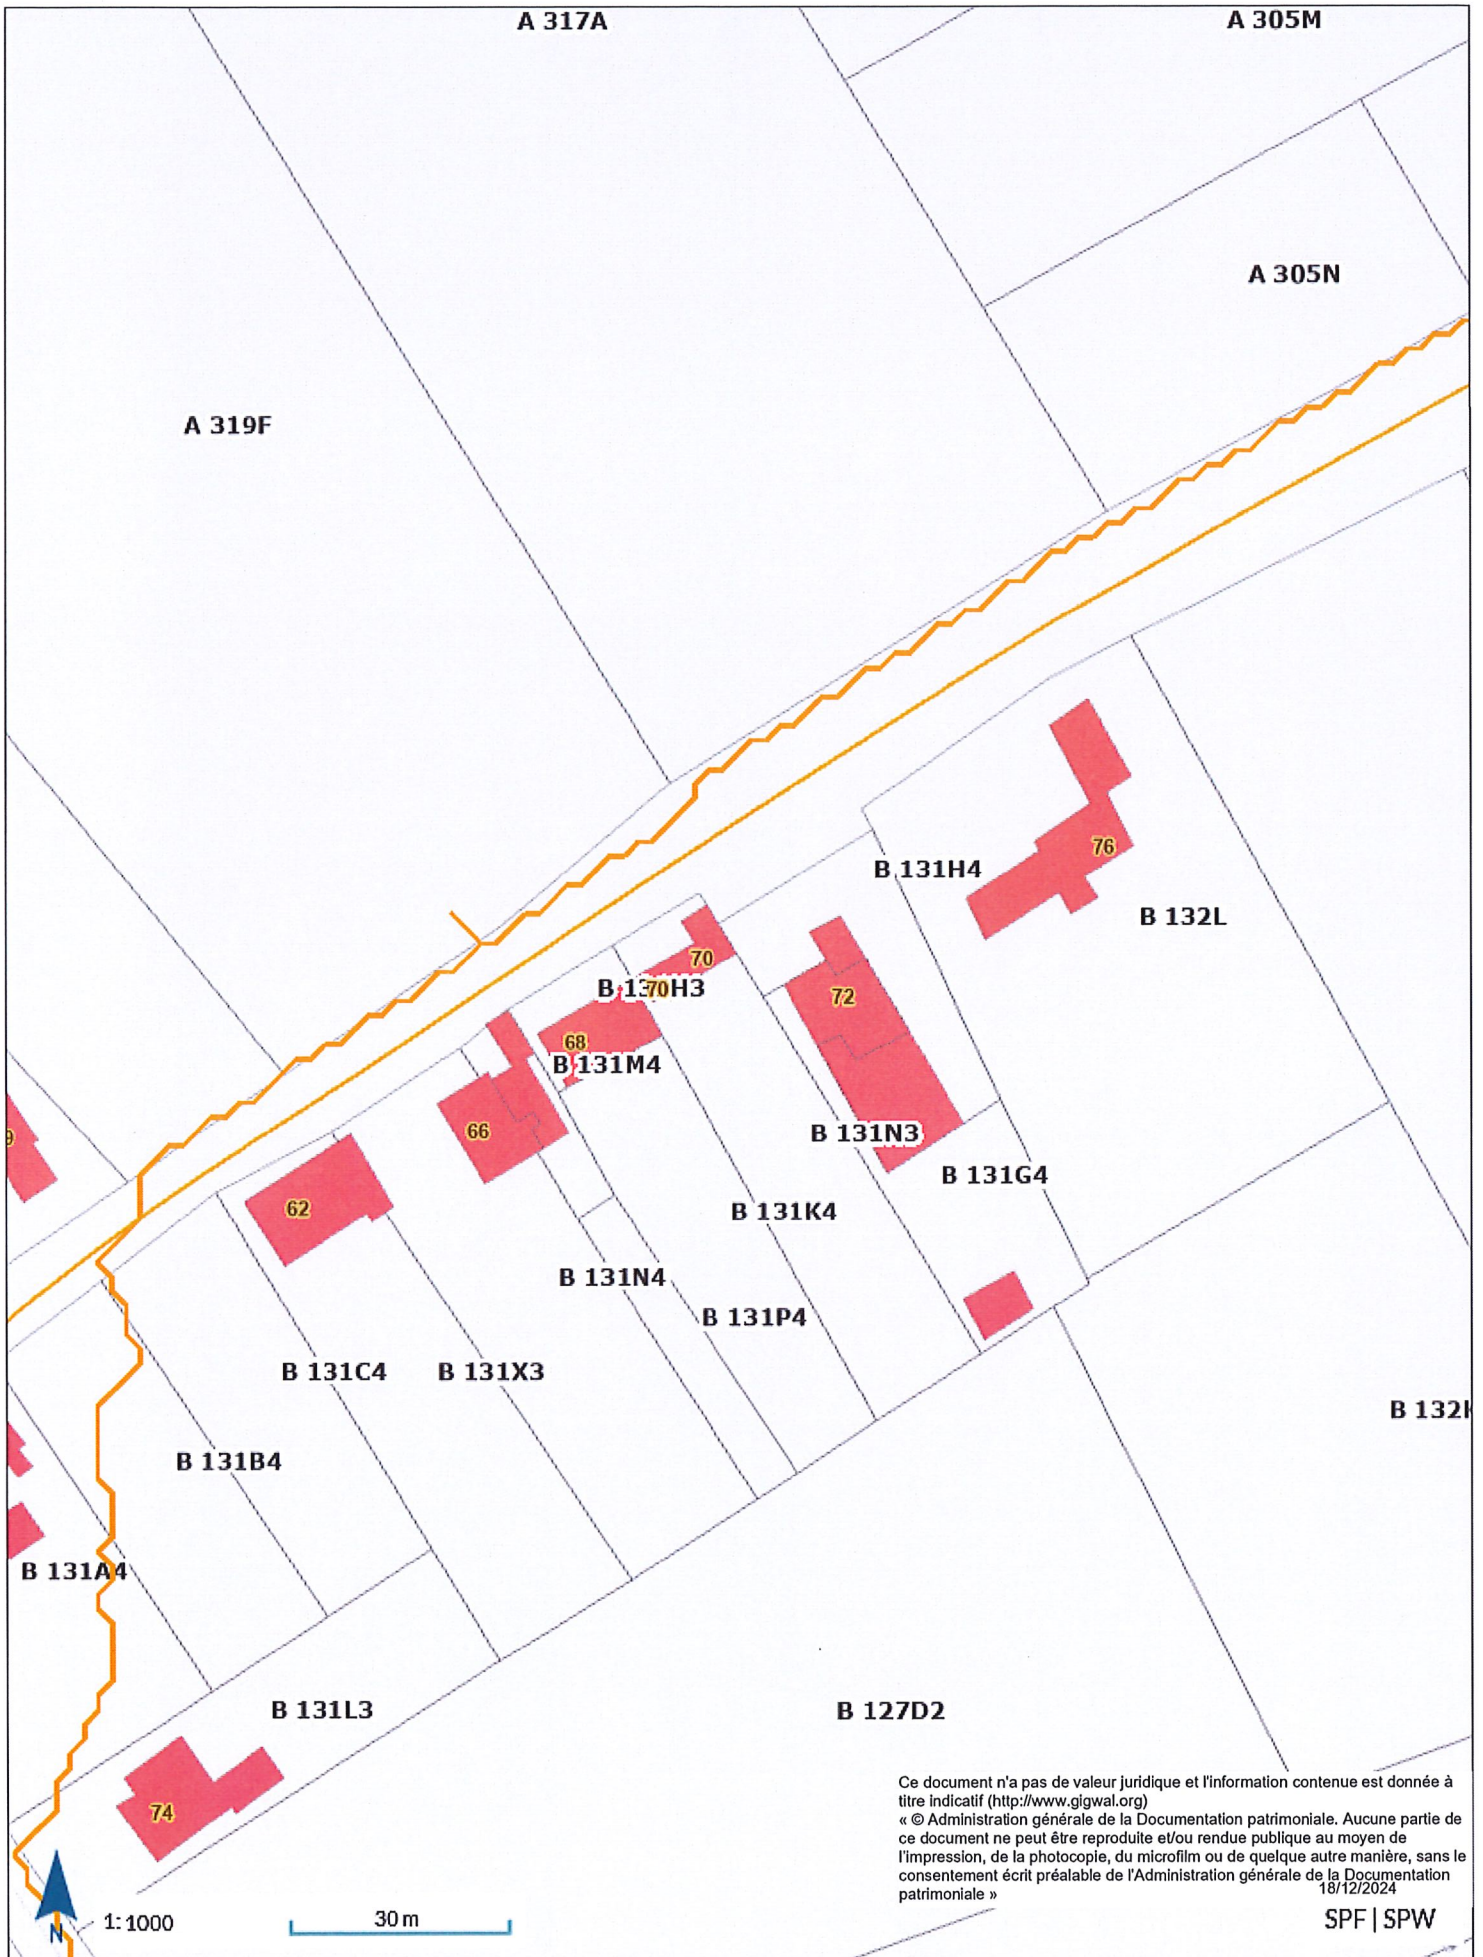 A 317A
A 305M
A 305N
A 319F
B 131H4
76
B 132L
70
B 13 H3
70
72
68
B 131M4
66
B 131N3
B 131G4
62
B 131K4
B 131N4
B 131P4
B 131C4
B 131X3
B 131B4
B 131A4
B 131L3
B 127D2
74
Ce document n'a pas de valeur juridique et l'information contenue est donnée à
titre indicatif (http://www.gigwal.org)
« © Administration générale de la Documentation patrimoniale. Aucune partie de
ce document ne peut être reproduite et/ou rendue publique au moyen de
l'impression, de la photocopie, du microfilm ou de quelque autre manière, sans le
consentement écrit préalable de l'Administration générale de la Documentation
patrimoniale »
18/12/2024
N
1: 1000
30 m
SPF | SPW